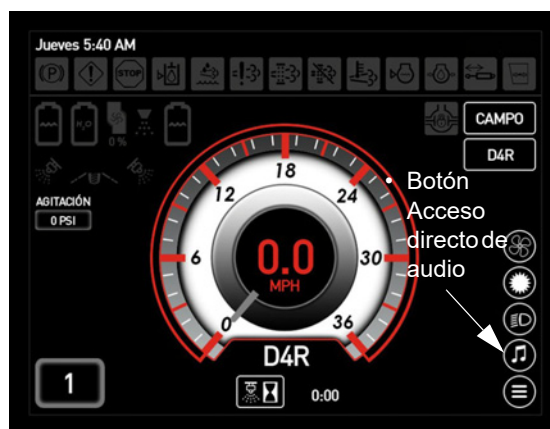 Jueves 5:40 AM
(P)
STOP
H₂O
0 %
CAMPO
D4R
AGITACIÓN
0 PSI
• Botón
Acceso
directo de
audio
0
6
12
18
24
30
36
0.0
MPH
D4R
1
0:00